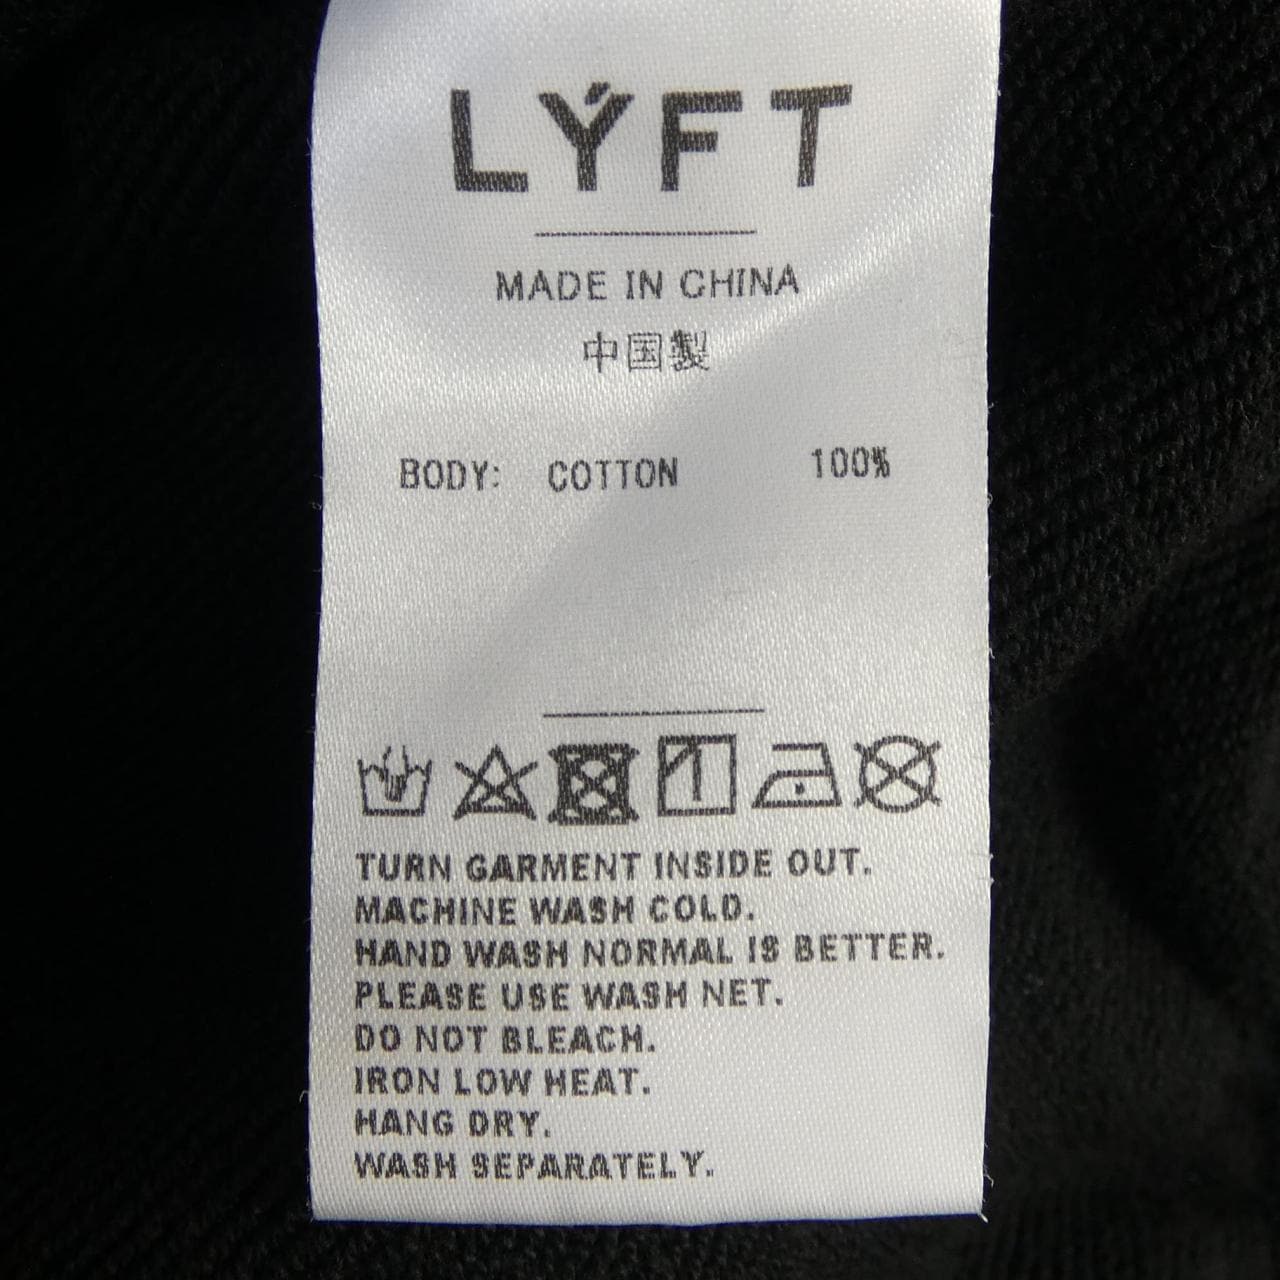 LÝFT
MADE IN CHINA
中国製
BODY: COTTON 100%
TURN GARMENT INSIDE OUT.
MACHINE WASH COLD.
HAND WASH NORMAL IS BETTER.
PLEASE USE WASH NET.
DO NOT BLEACH.
IRON LOW HEAT.
HANG DRY.
WASH SEPARATELY.